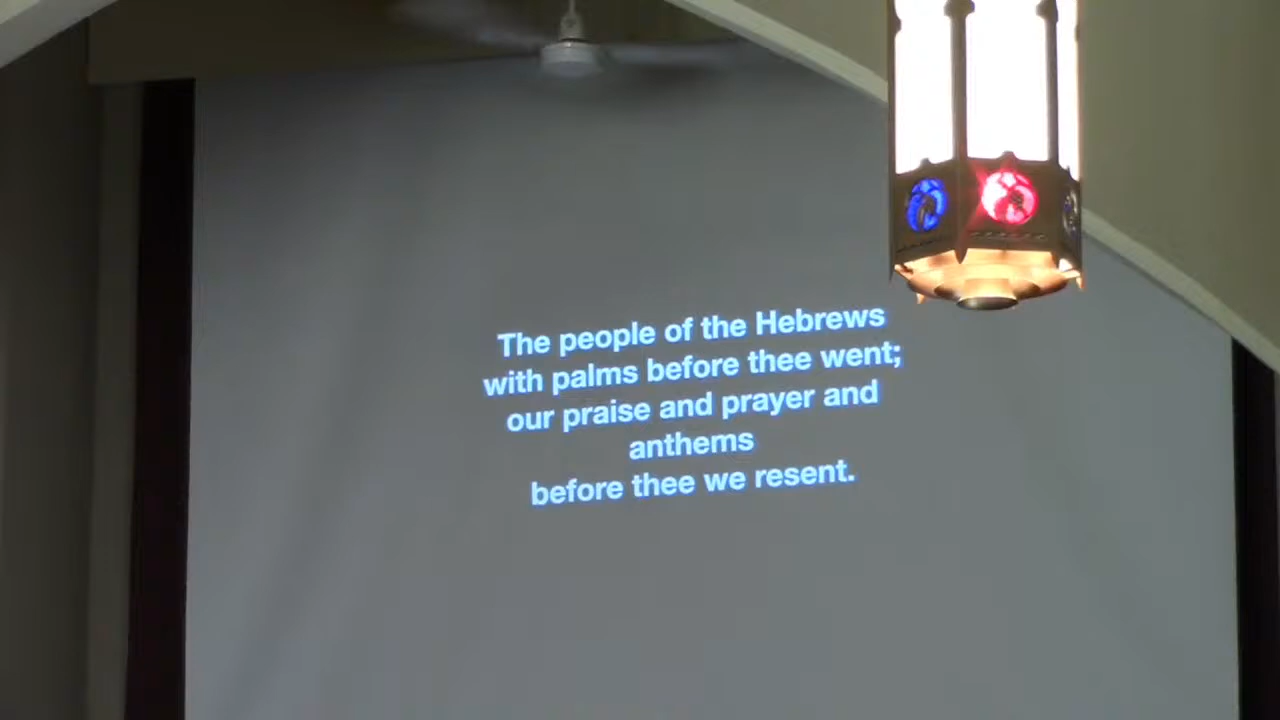 The people of the Hebrews
with palms before thee went;
our praise and prayer and
anthems
before thee we resent.